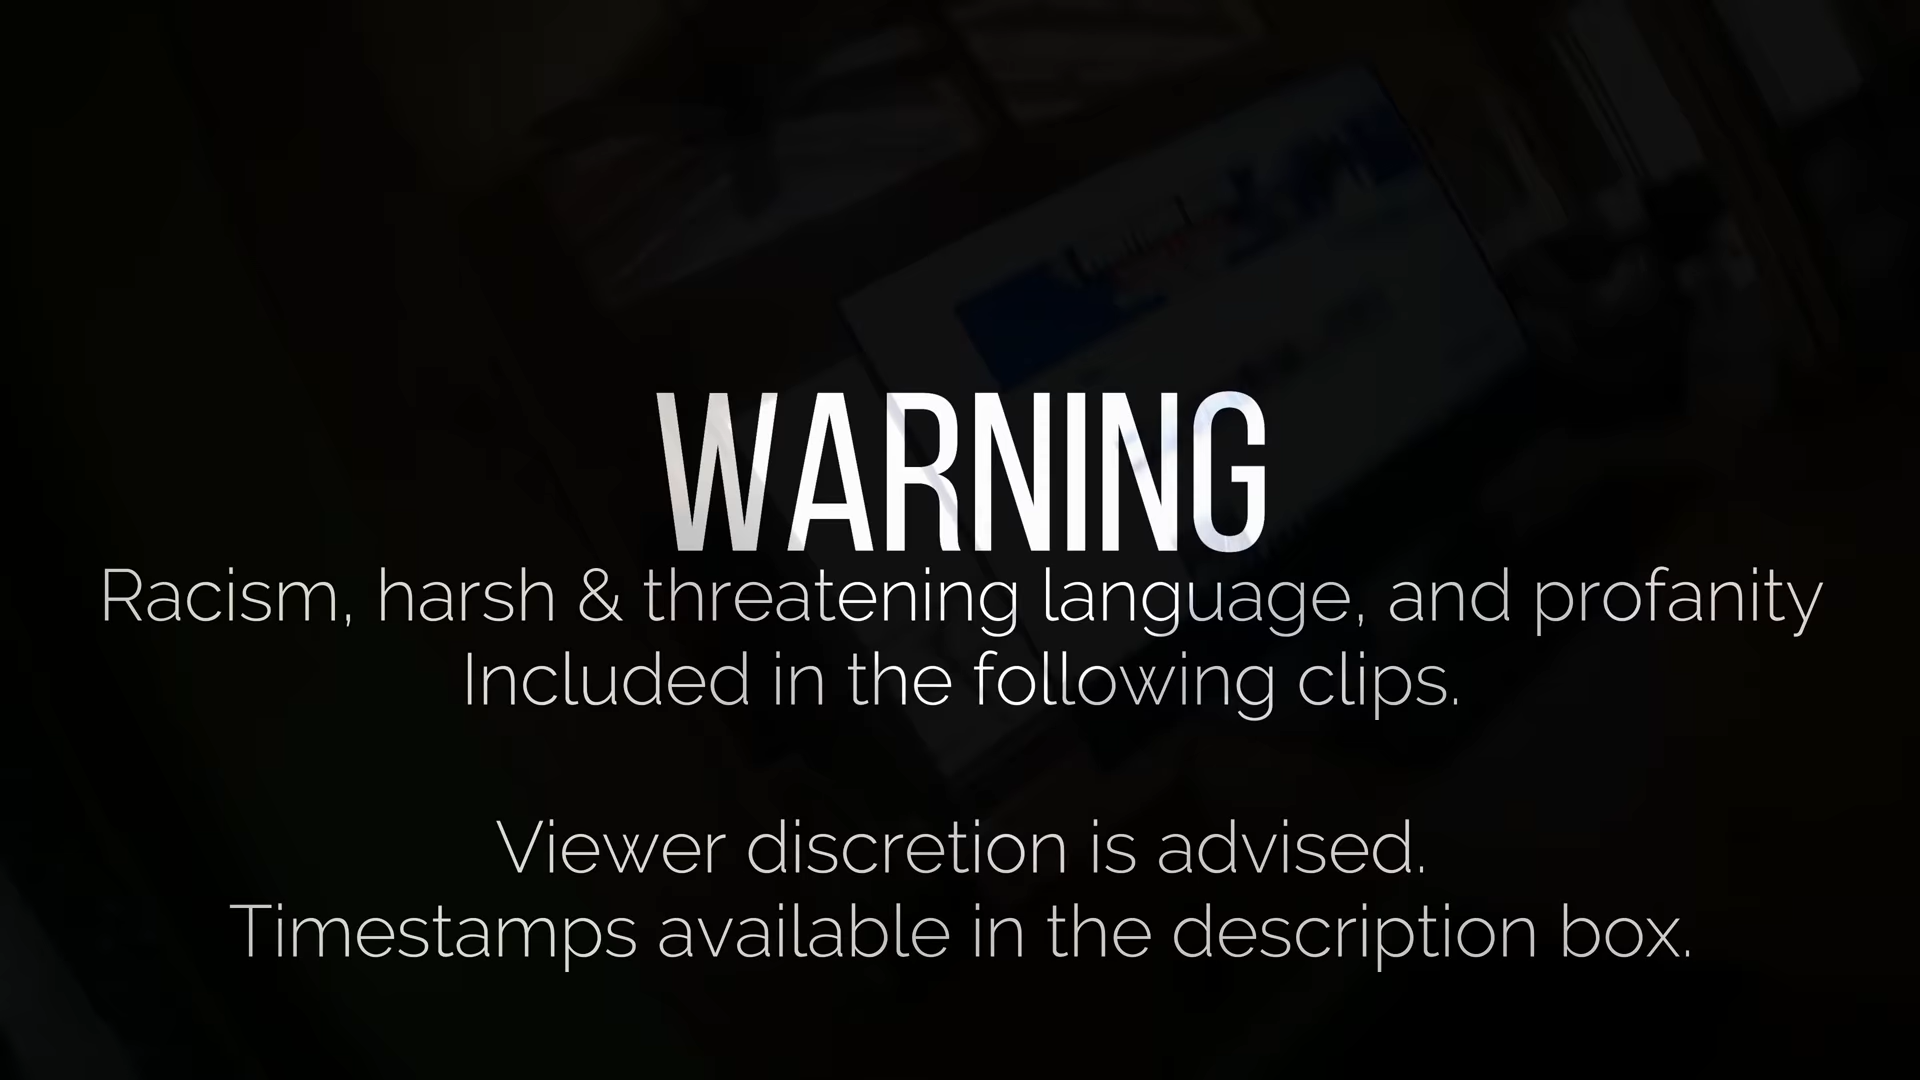 WARNING
Racism, harsh & threatening language, and profanity
Included in the following clips.
Viewer discretion is advised.
Timestamps available in the description box.